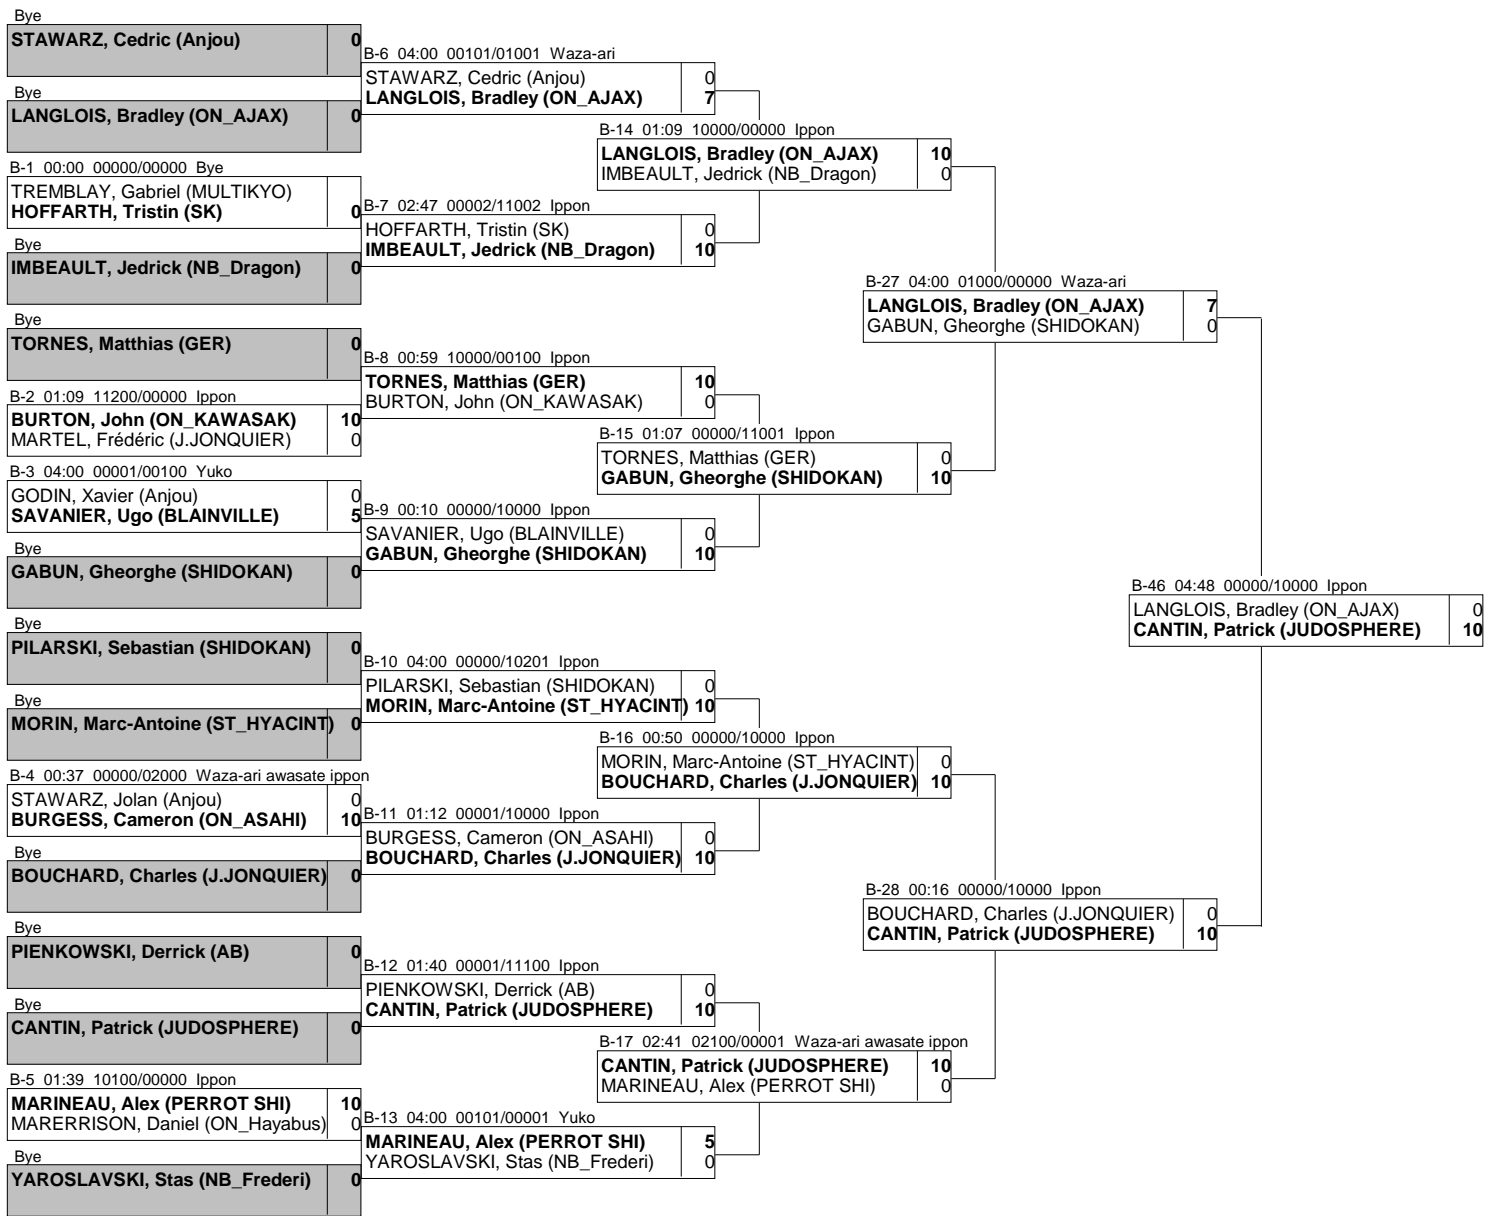 Bye
STAWARZ, Cedric (Anjou) 0
Bye
LANGLOIS, Bradley (ON_AJAX) 0
B-1 00:00 00000/00000 Bye
TREMBLAY, Gabriel (MULTIKYO)
HOFFARTH, Tristin (SK) 0
Bye
IMBEAULT, Jedrick (NB_Dragon) 0
Bye
TORNES, Matthias (GER) 0
B-2 01:09 11200/00000 Ippon
BURTON, John (ON_KAWASAK) 10
MARTEL, Frédéric (J.JONQUIER) 0
B-3 04:00 00001/00100 Yuko
GODIN, Xavier (Anjou) 0
SAVANIER, Ugo (BLAINVILLE) 5
Bye
GABUN, Gheorghe (SHIDOKAN) 0
Bye
PILARSKI, Sebastian (SHIDOKAN) 0
Bye
MORIN, Marc-Antoine (ST_HYACINT) 0
B-4 00:37 00000/02000 Waza-ari awasate ippon
STAWARZ, Jolan (Anjou) 0
BURGESS, Cameron (ON_ASAHI) 10
Bye
BOUCHARD, Charles (J.JONQUIER) 0
Bye
PIENKOWSKI, Derrick (AB) 0
Bye
CANTIN, Patrick (JUDOSPHERE) 0
B-5 01:39 10100/00000 Ippon
MARINEAU, Alex (PERROT SHI) 10
MARERRISON, Daniel (ON_Hayabus) 0
Bye
YAROSLAVSKI, Stas (NB_Frederi) 0
B-6 04:00 00101/01001 Waza-ari
STAWARZ, Cedric (Anjou) 0
LANGLOIS, Bradley (ON_AJAX) 7
B-7 02:47 00002/11002 Ippon
HOFFARTH, Tristin (SK) 0
IMBEAULT, Jedrick (NB_Dragon) 10
B-8 00:59 10000/00100 Ippon
TORNES, Matthias (GER) 10
BURTON, John (ON_KAWASAK) 0
B-9 00:10 00000/10000 Ippon
SAVANIER, Ugo (BLAINVILLE) 0
GABUN, Gheorghe (SHIDOKAN) 10
B-10 04:00 00000/10201 Ippon
PILARSKI, Sebastian (SHIDOKAN) 0
MORIN, Marc-Antoine (ST_HYACINT) 10
B-11 01:12 00001/10000 Ippon
BURGESS, Cameron (ON_ASAHI) 0
BOUCHARD, Charles (J.JONQUIER) 10
B-12 01:40 00001/11100 Ippon
PIENKOWSKI, Derrick (AB) 0
CANTIN, Patrick (JUDOSPHERE) 10
B-13 04:00 00101/00001 Yuko
MARINEAU, Alex (PERROT SHI) 5
YAROSLAVSKI, Stas (NB_Frederi) 0
B-14 01:09 10000/00000 Ippon
LANGLOIS, Bradley (ON_AJAX) 10
IMBEAULT, Jedrick (NB_Dragon) 0
B-15 01:07 00000/11001 Ippon
TORNES, Matthias (GER) 0
GABUN, Gheorghe (SHIDOKAN) 10
B-16 00:50 00000/10000 Ippon
MORIN, Marc-Antoine (ST_HYACINT) 0
BOUCHARD, Charles (J.JONQUIER) 10
B-17 02:41 02100/00001 Waza-ari awasate ippon
CANTIN, Patrick (JUDOSPHERE) 10
MARINEAU, Alex (PERROT SHI) 0
B-27 04:00 01000/00000 Waza-ari
LANGLOIS, Bradley (ON_AJAX) 7
GABUN, Gheorghe (SHIDOKAN) 0
B-28 00:16 00000/10000 Ippon
BOUCHARD, Charles (J.JONQUIER) 0
CANTIN, Patrick (JUDOSPHERE) 10
B-46 04:48 00000/10000 Ippon
LANGLOIS, Bradley (ON_AJAX) 0
CANTIN, Patrick (JUDOSPHERE) 10